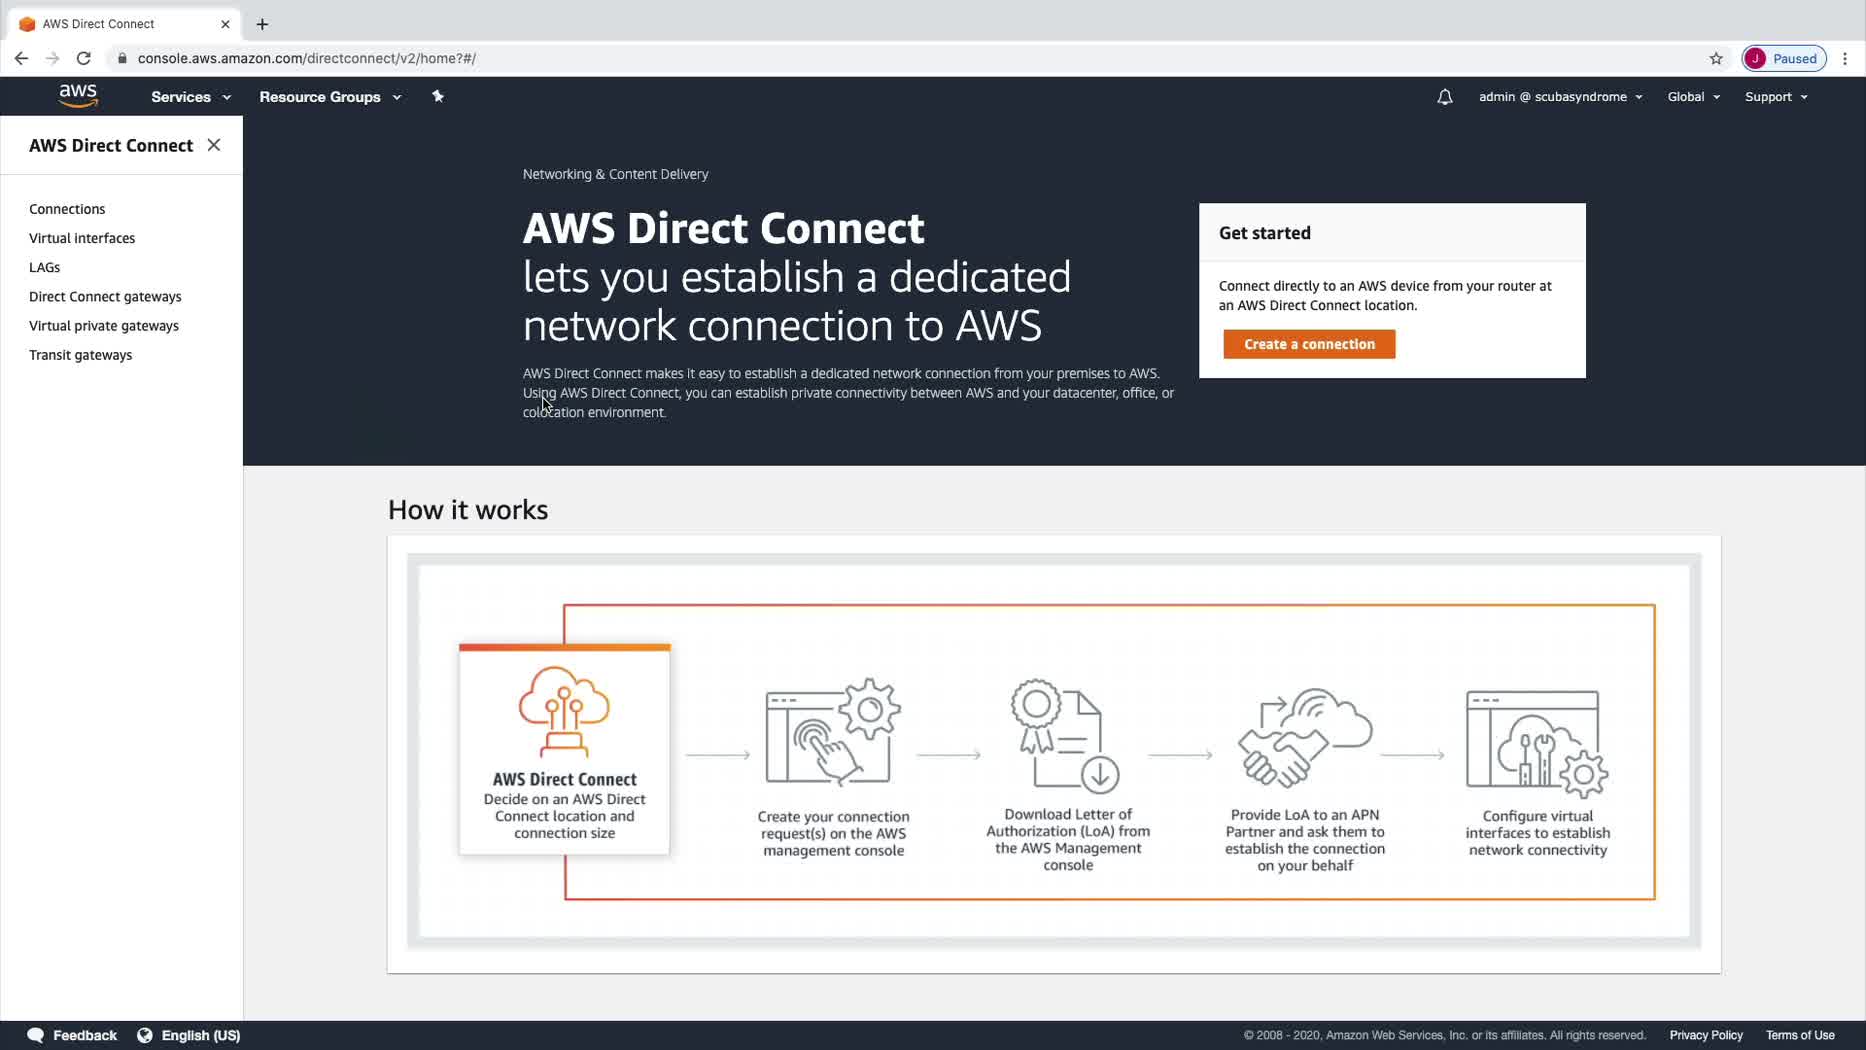 AWS Direct Connect
console.aws.amazon.com/directconnect/v2/home?#/
J Paused
aws Services Resource Groups admin @ scubasyndrome Global Support
AWS Direct Connect
Connections
Virtual interfaces
LAGs
Direct Connect gateways
Virtual private gateways
Transit gateways
Networking & Content Delivery
AWS Direct Connect
lets you establish a dedicated
network connection to AWS
AWS Direct Connect makes it easy to establish a dedicated network connection from your premises to AWS.
Using AWS Direct Connect, you can establish private connectivity between AWS and your datacenter, office, or
colocation environment.
Get started
Connect directly to an AWS device from your router at
an AWS Direct Connect location.
Create a connection
How it works
AWS Direct Connect
Decide on an AWS Direct
Connect location and
connection size
Create your connection
request(s) on the AWS
management console
Download Letter of
Authorization (LoA) from
the AWS Management
console
Provide LoA to an APN
Partner and ask them to
establish the connection
on your behalf
Configure virtual
interfaces to establish
network connectivity
Feedback English (US)
© 2008 - 2020, Amazon Web Services, Inc. or its affiliates. All rights reserved. Privacy Policy Terms of Use